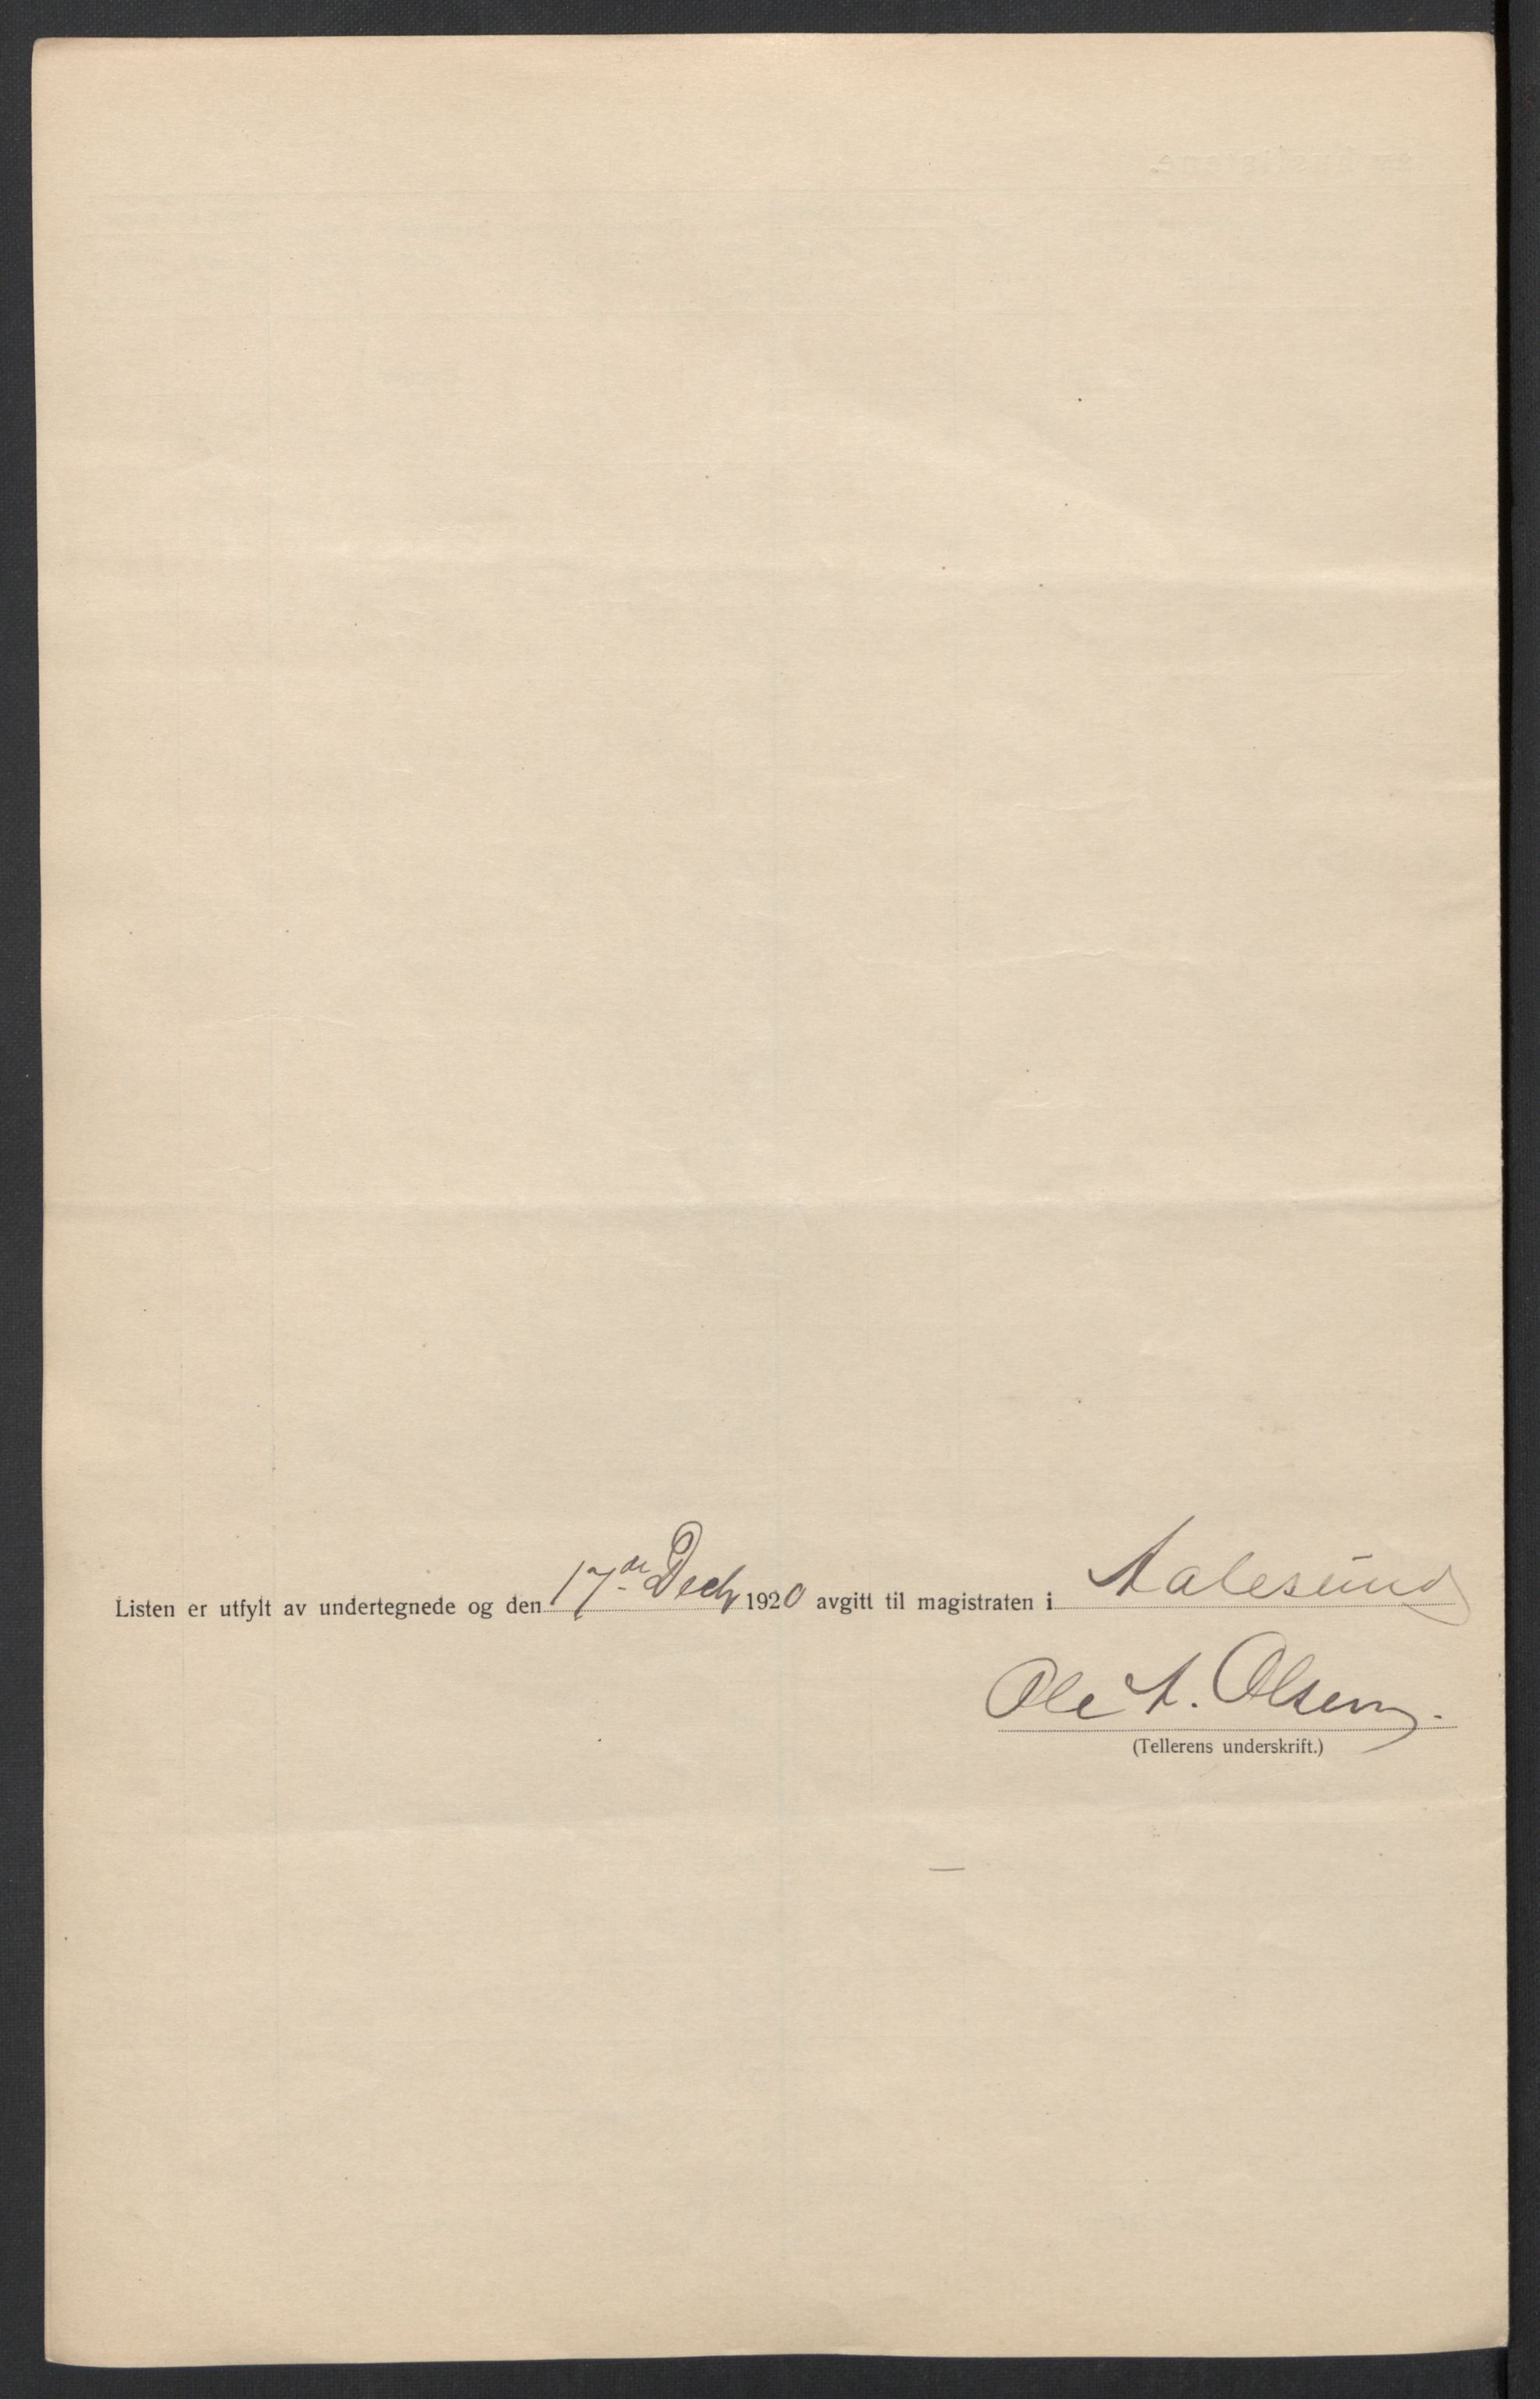 Listen er utfylt av undertegnede og den 17de Decbr 1920 avgitt til magistraten i Aalesund
Ole A. Olsen.
(Tellerens underskrift.)